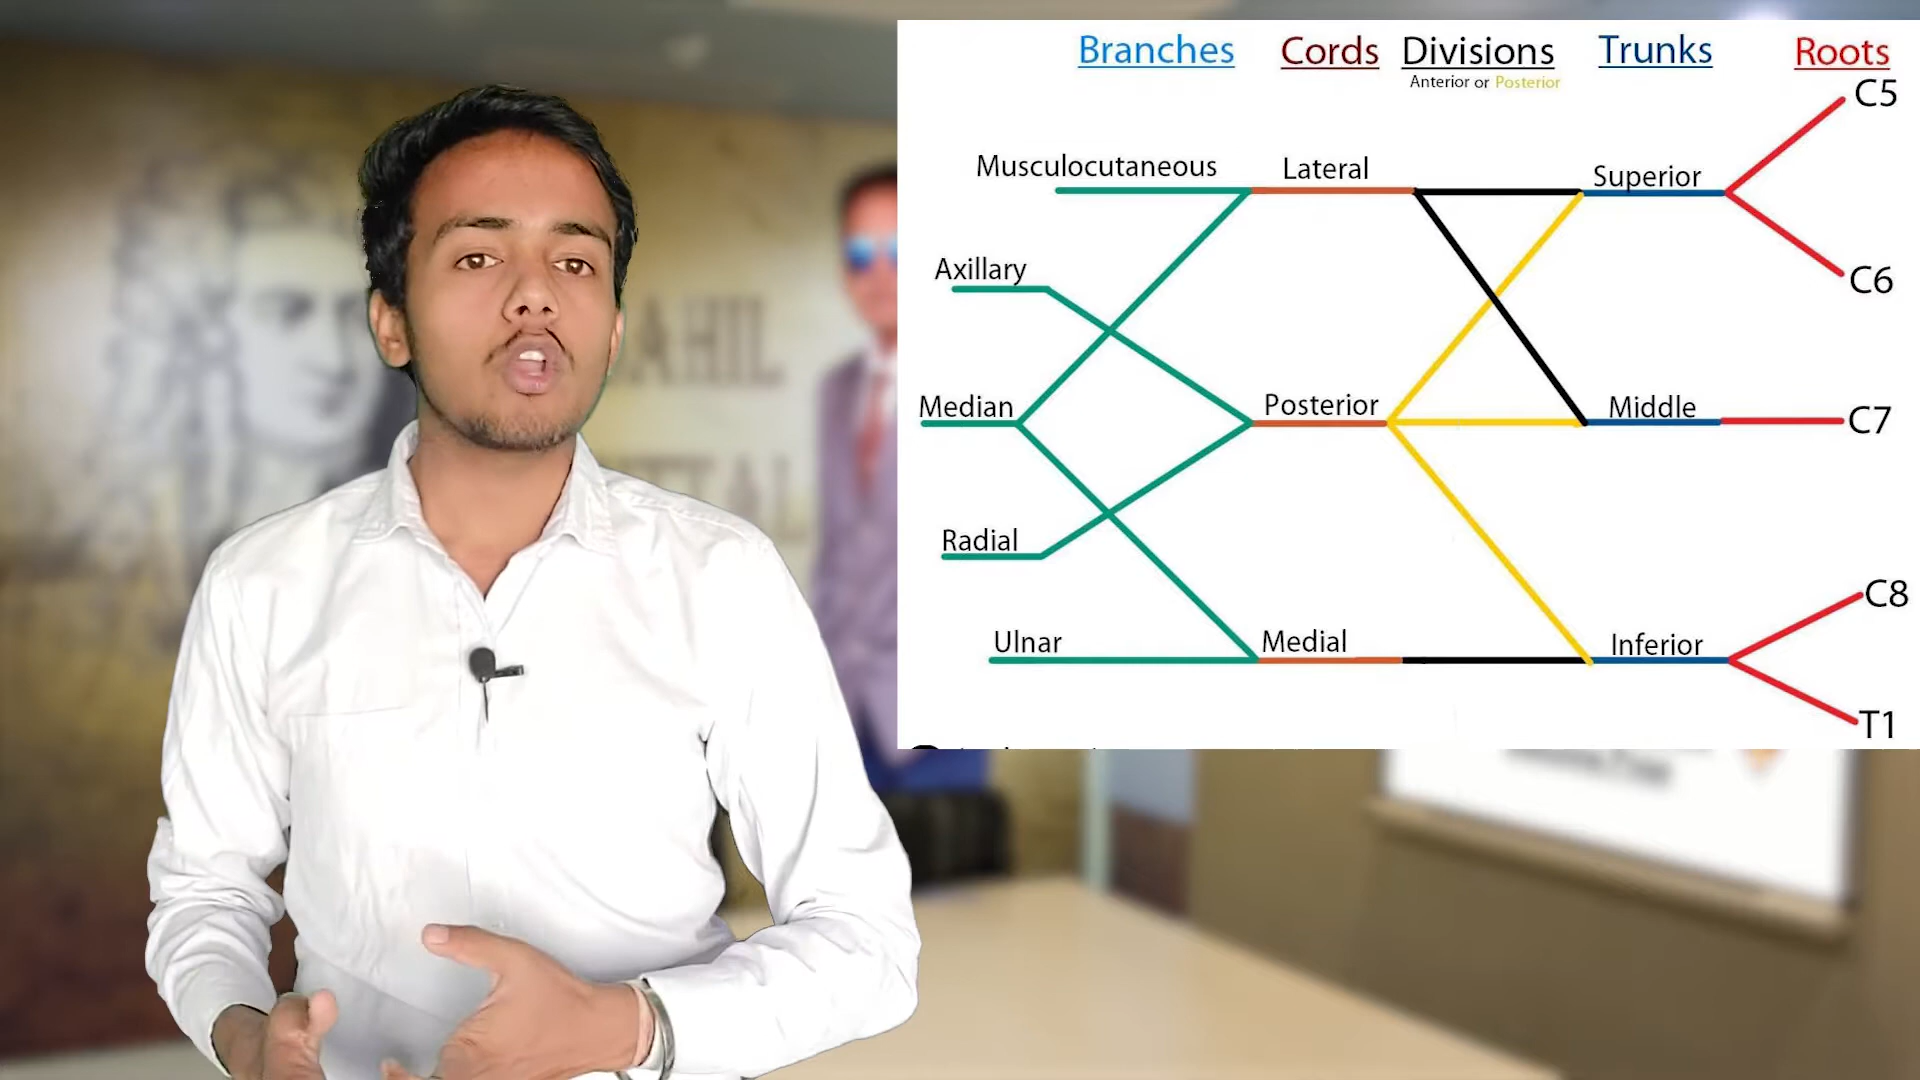 Branches Cords Divisions Trunks Roots
Anterior or Posterior
C5
Musculocutaneous Lateral Superior
Axillary C6
Median Posterior Middle C7
Radial
C8
Ulnar Medial Inferior
T1